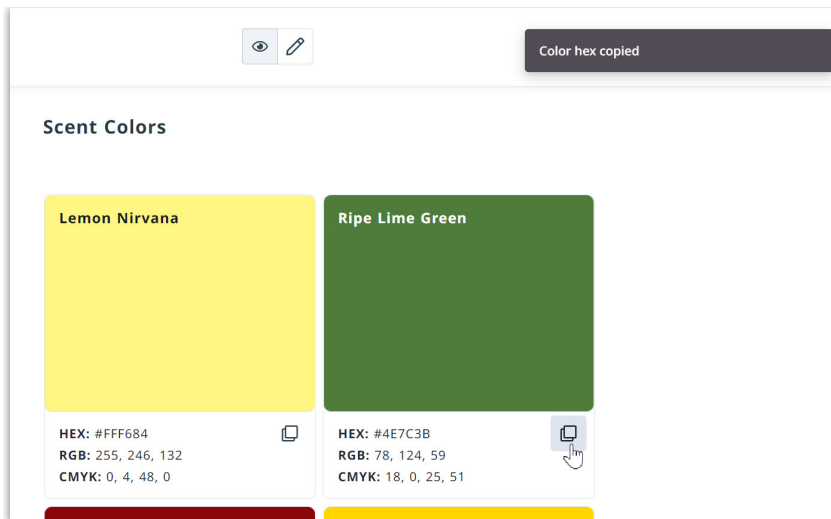 Color hex copied
Scent Colors
Lemon Nirvana
Ripe Lime Green
HEX: #FFF684
RGB: 255, 246, 132
CMYK: 0, 4, 48, 0
HEX: #4E7C3B
RGB: 78, 124, 59
CMYK: 18, 0, 25, 51